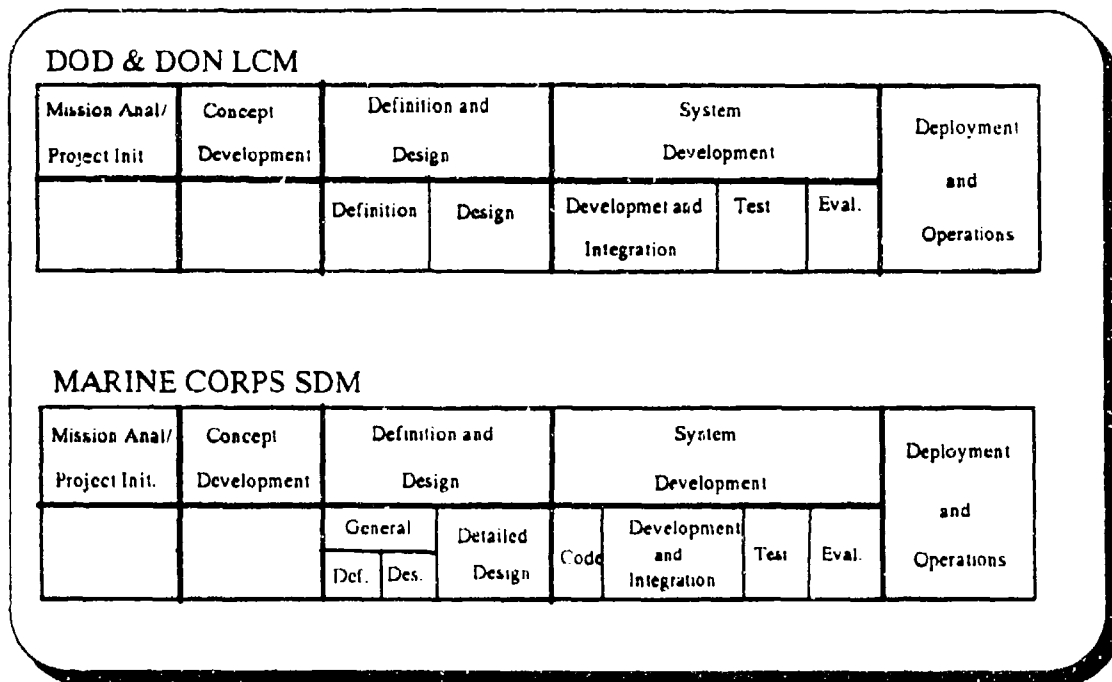 DOD & DON LCM
Mission Anal/
Project Init
Concept
Development
Definition and
Design
System
Development
Deployment
and
Operations
Definition
Design
Developmet and
Integration
Test
Eval.
MARINE CORPS SDM
Mission Anal/
Project Init.
Concept
Development
Definition and
Design
System
Development
Deployment
and
Operations
General
Def.
Des.
Detailed
Design
Code
Development
and
Integration
Test
Eval.